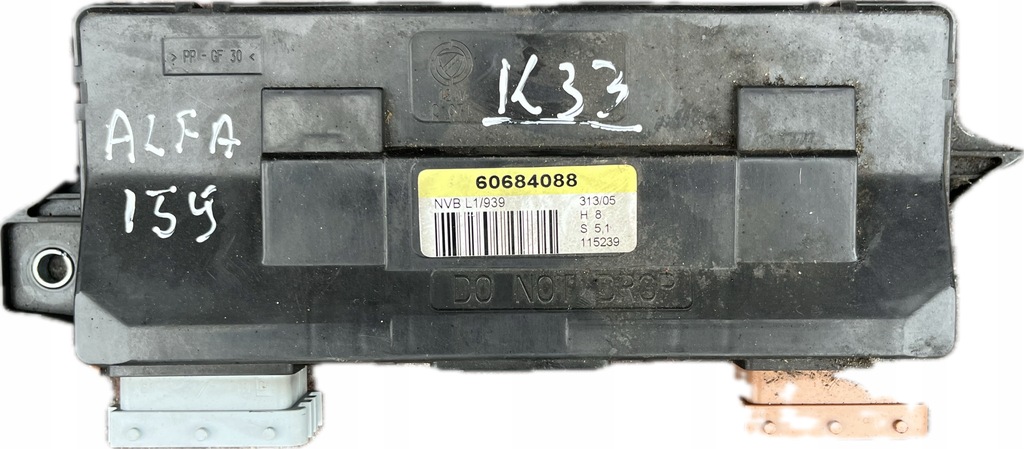 > PP - GF 30 <
K33
ALFA
159
60684088
NVB L1/939
313/05
H 8
S 5,1
115239
DO NOT DROP